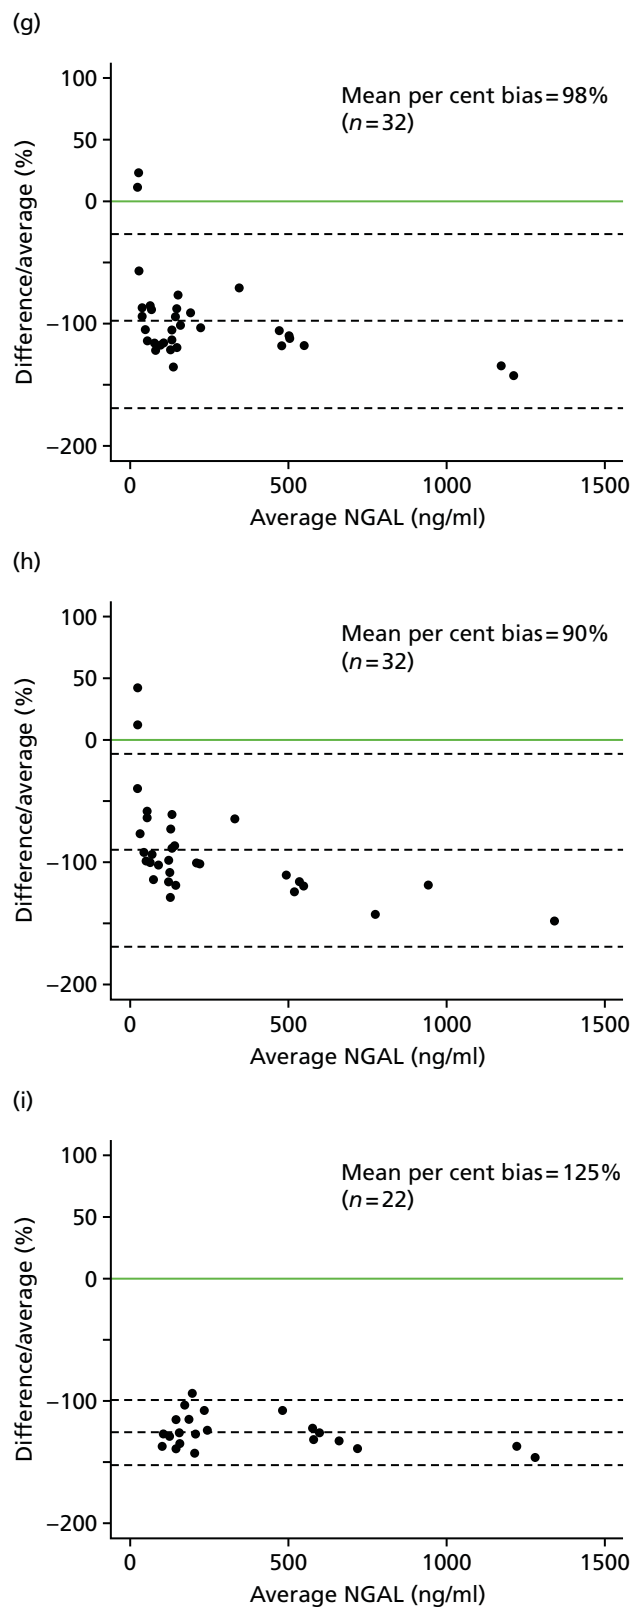 (g)
Mean per cent bias=98%
(n=32)
100
50
0
−100
−200
Difference/average (%)
0 500 1000 1500
Average NGAL (ng/ml)
(h)
Mean per cent bias=90%
(n=32)
100
50
0
−100
−200
Difference/average (%)
0 500 1000 1500
Average NGAL (ng/ml)
(i)
Mean per cent bias=125%
(n=22)
100
50
0
−100
−200
Difference/average (%)
0 500 1000 1500
Average NGAL (ng/ml)